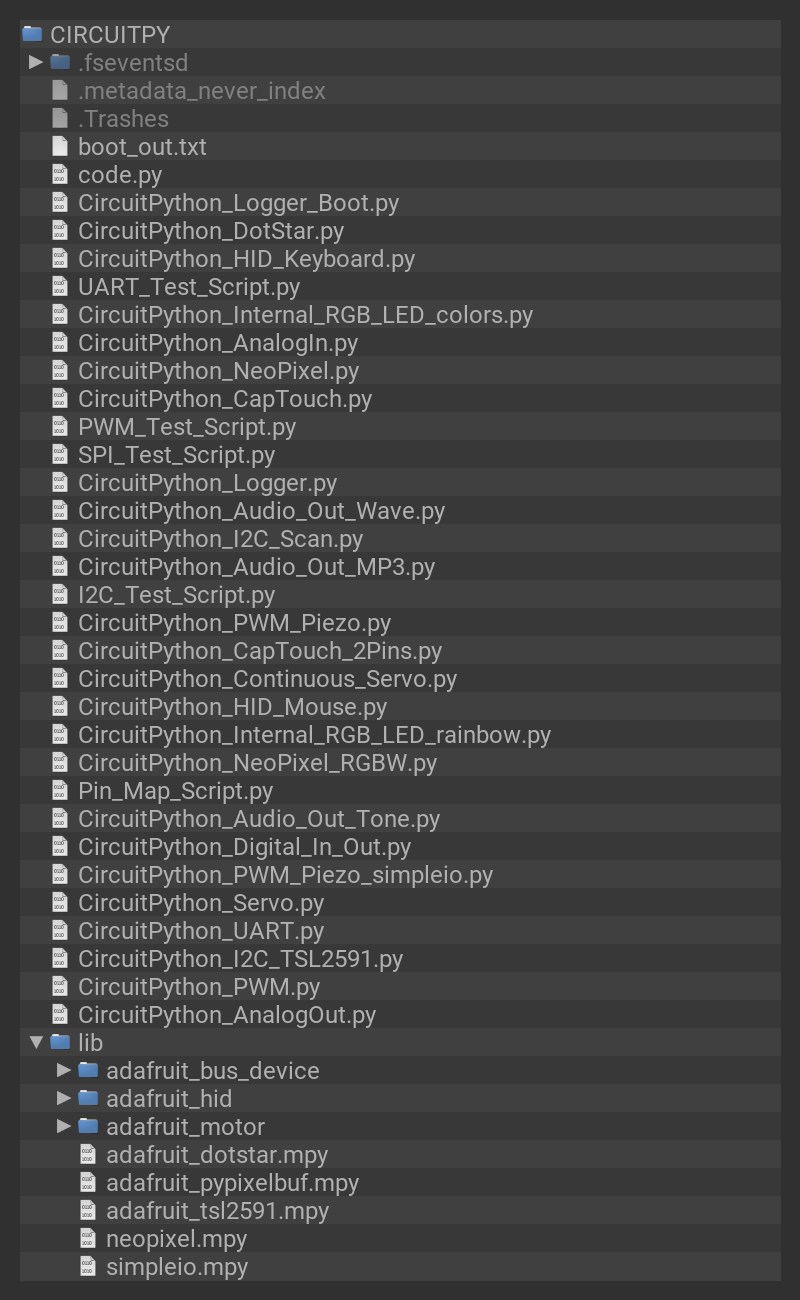 CIRCUITPY
.fseventsd
.metadata_never_index
.Trashes
boot_out.txt
code.py
CircuitPython_Logger_Boot.py
CircuitPython_DotStar.py
CircuitPython_HID_Keyboard.py
UART_Test_Script.py
CircuitPython_Internal_RGB_LED_colors.py
CircuitPython_AnalogIn.py
CircuitPython_NeoPixel.py
CircuitPython_CapTouch.py
PWM_Test_Script.py
SPI_Test_Script.py
CircuitPython_Logger.py
CircuitPython_Audio_Out_Wave.py
CircuitPython_I2C_Scan.py
CircuitPython_Audio_Out_MP3.py
I2C_Test_Script.py
CircuitPython_PWM_Piezo.py
CircuitPython_CapTouch_2Pins.py
CircuitPython_Continuous_Servo.py
CircuitPython_HID_Mouse.py
CircuitPython_Internal_RGB_LED_rainbow.py
CircuitPython_NeoPixel_RGBW.py
Pin_Map_Script.py
CircuitPython_Audio_Out_Tone.py
CircuitPython_Digital_In_Out.py
CircuitPython_PWM_Piezo_simpleio.py
CircuitPython_Servo.py
CircuitPython_UART.py
CircuitPython_I2C_TSL2591.py
CircuitPython_PWM.py
CircuitPython_AnalogOut.py
lib
adafruit_bus_device
adafruit_hid
adafruit_motor
adafruit_dotstar.mpy
adafruit_pypixelbuf.mpy
adafruit_tsl2591.mpy
neopixel.mpy
simpleio.mpy